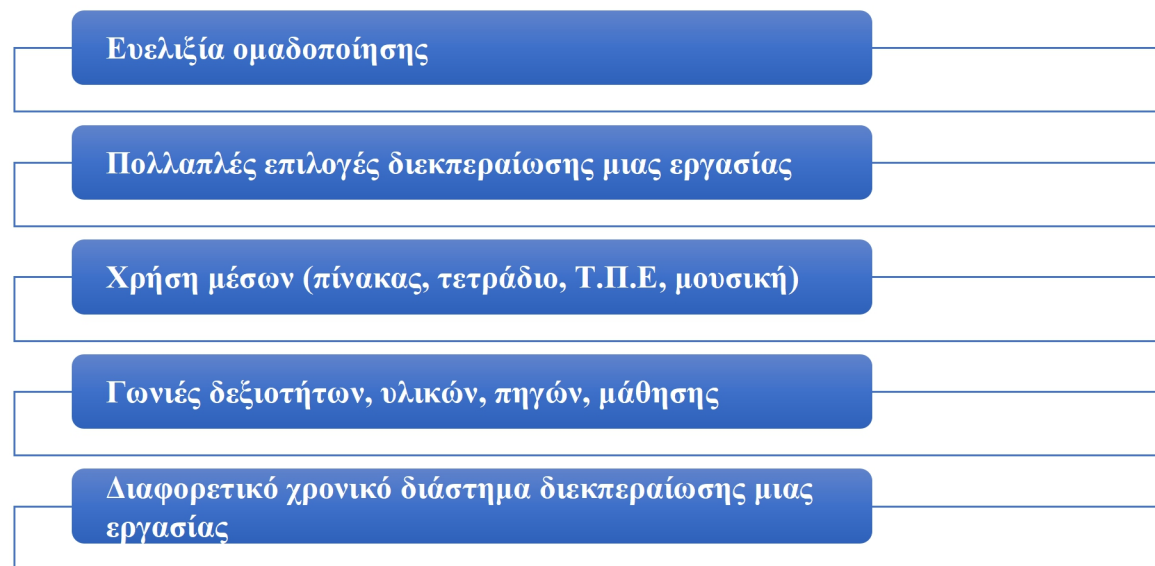 Ευελιξία ομαδοποίησης
Πολλαπλές επιλογές διεκπεραίωσης μιας εργασίας
Χρήση μέσων (πίνακας, τετράδιο, Τ.Π.Ε, μουσική)
Γωνιές δεξιοτήτων, υλικών, πηγών, μάθησης
Διαφορετικό χρονικό διάστημα διεκπεραίωσης μιας
εργασίας